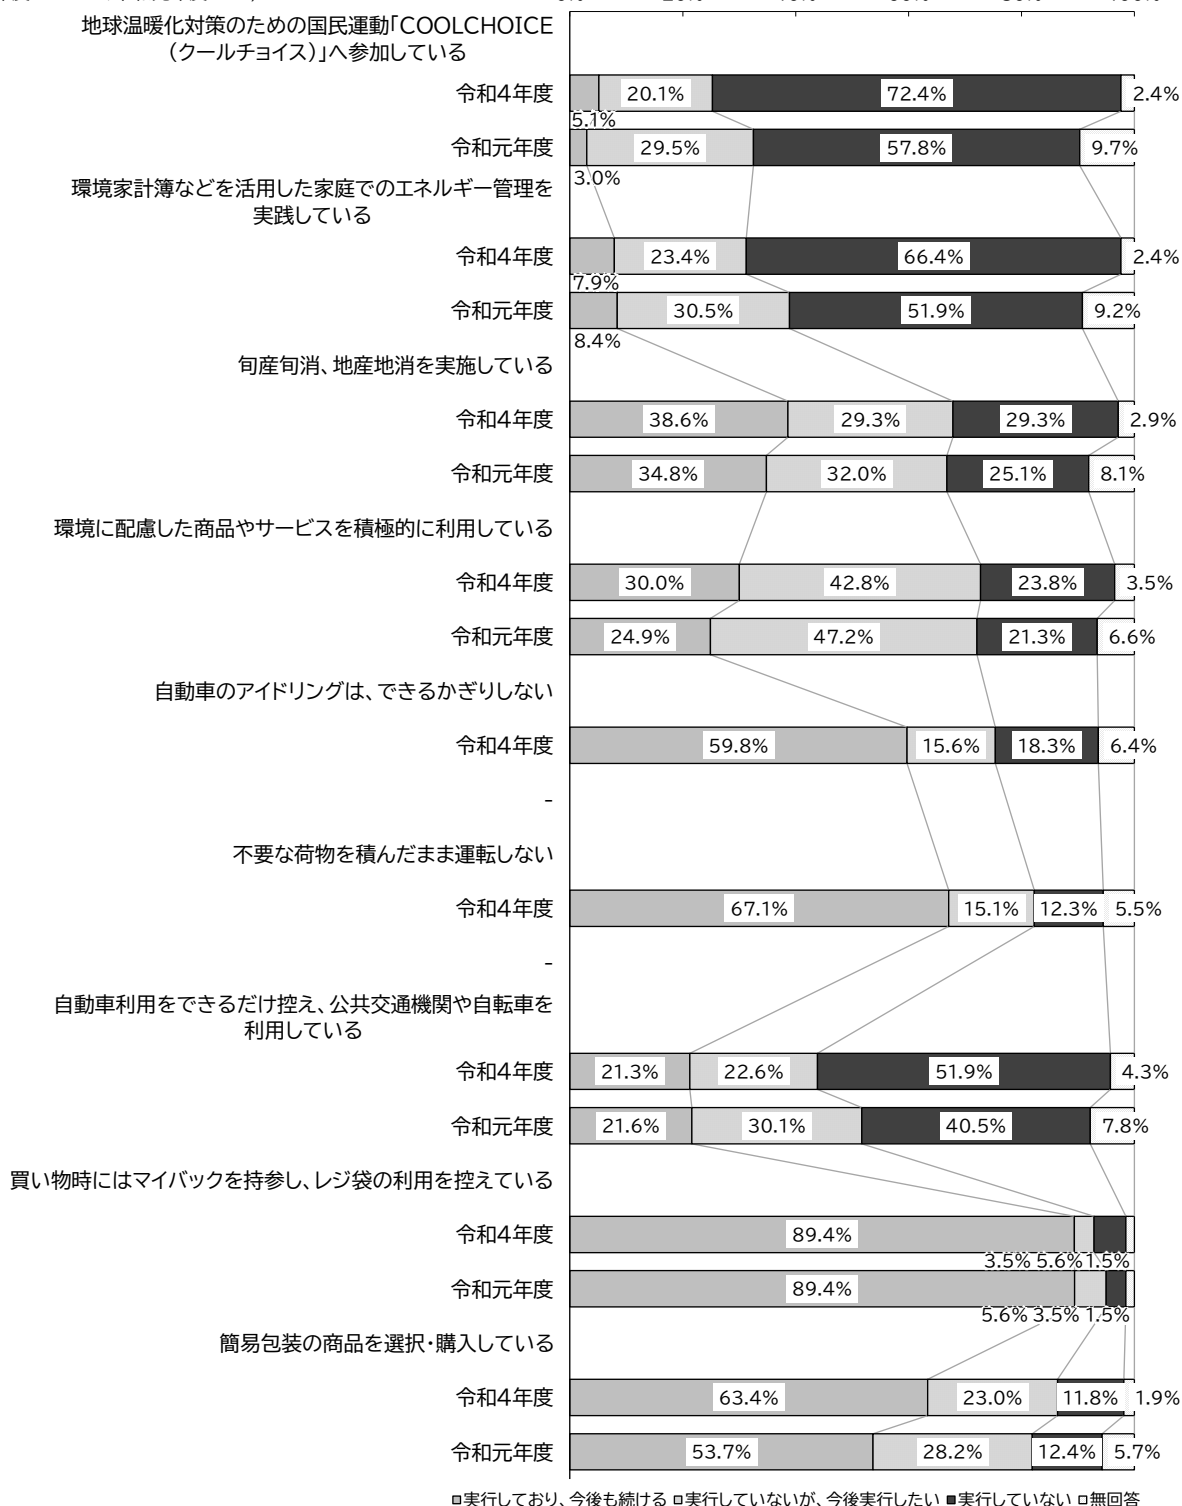 地球温暖化対策のための国民運動「COOLCHOICE
（クールチョイス）」へ参加している
令和4年度
20.1%
72.4%
2.4%
5.1%
令和元年度
29.5%
57.8%
9.7%
3.0%
環境家計簿などを活用した家庭でのエネルギー管理を
実践している
令和4年度
23.4%
66.4%
2.4%
7.9%
令和元年度
30.5%
51.9%
9.2%
8.4%
旬産旬消、地産地消を実施している
令和4年度
38.6%
29.3%
29.3%
2.9%
令和元年度
34.8%
32.0%
25.1%
8.1%
環境に配慮した商品やサービスを積極的に利用している
令和4年度
30.0%
42.8%
23.8%
3.5%
令和元年度
24.9%
47.2%
21.3%
6.6%
自動車のアイドリングは、できるかぎりしない
令和4年度
59.8%
15.6%
18.3%
6.4%
-
不要な荷物を積んだまま運転しない
令和4年度
67.1%
15.1%
12.3%
5.5%
-
自動車利用をできるだけ控え、公共交通機関や自転車を
利用している
令和4年度
21.3%
22.6%
51.9%
4.3%
令和元年度
21.6%
30.1%
40.5%
7.8%
買い物時にはマイバックを持参し、レジ袋の利用を控えている
令和4年度
89.4%
3.5%
5.6%
1.5%
令和元年度
89.4%
5.6%
3.5%
1.5%
簡易包装の商品を選択・購入している
令和4年度
63.4%
23.0%
11.8%
1.9%
令和元年度
53.7%
28.2%
12.4%
5.7%
実行しており、今後も続ける 実行していないが、今後実行したい 実行していない 無回答